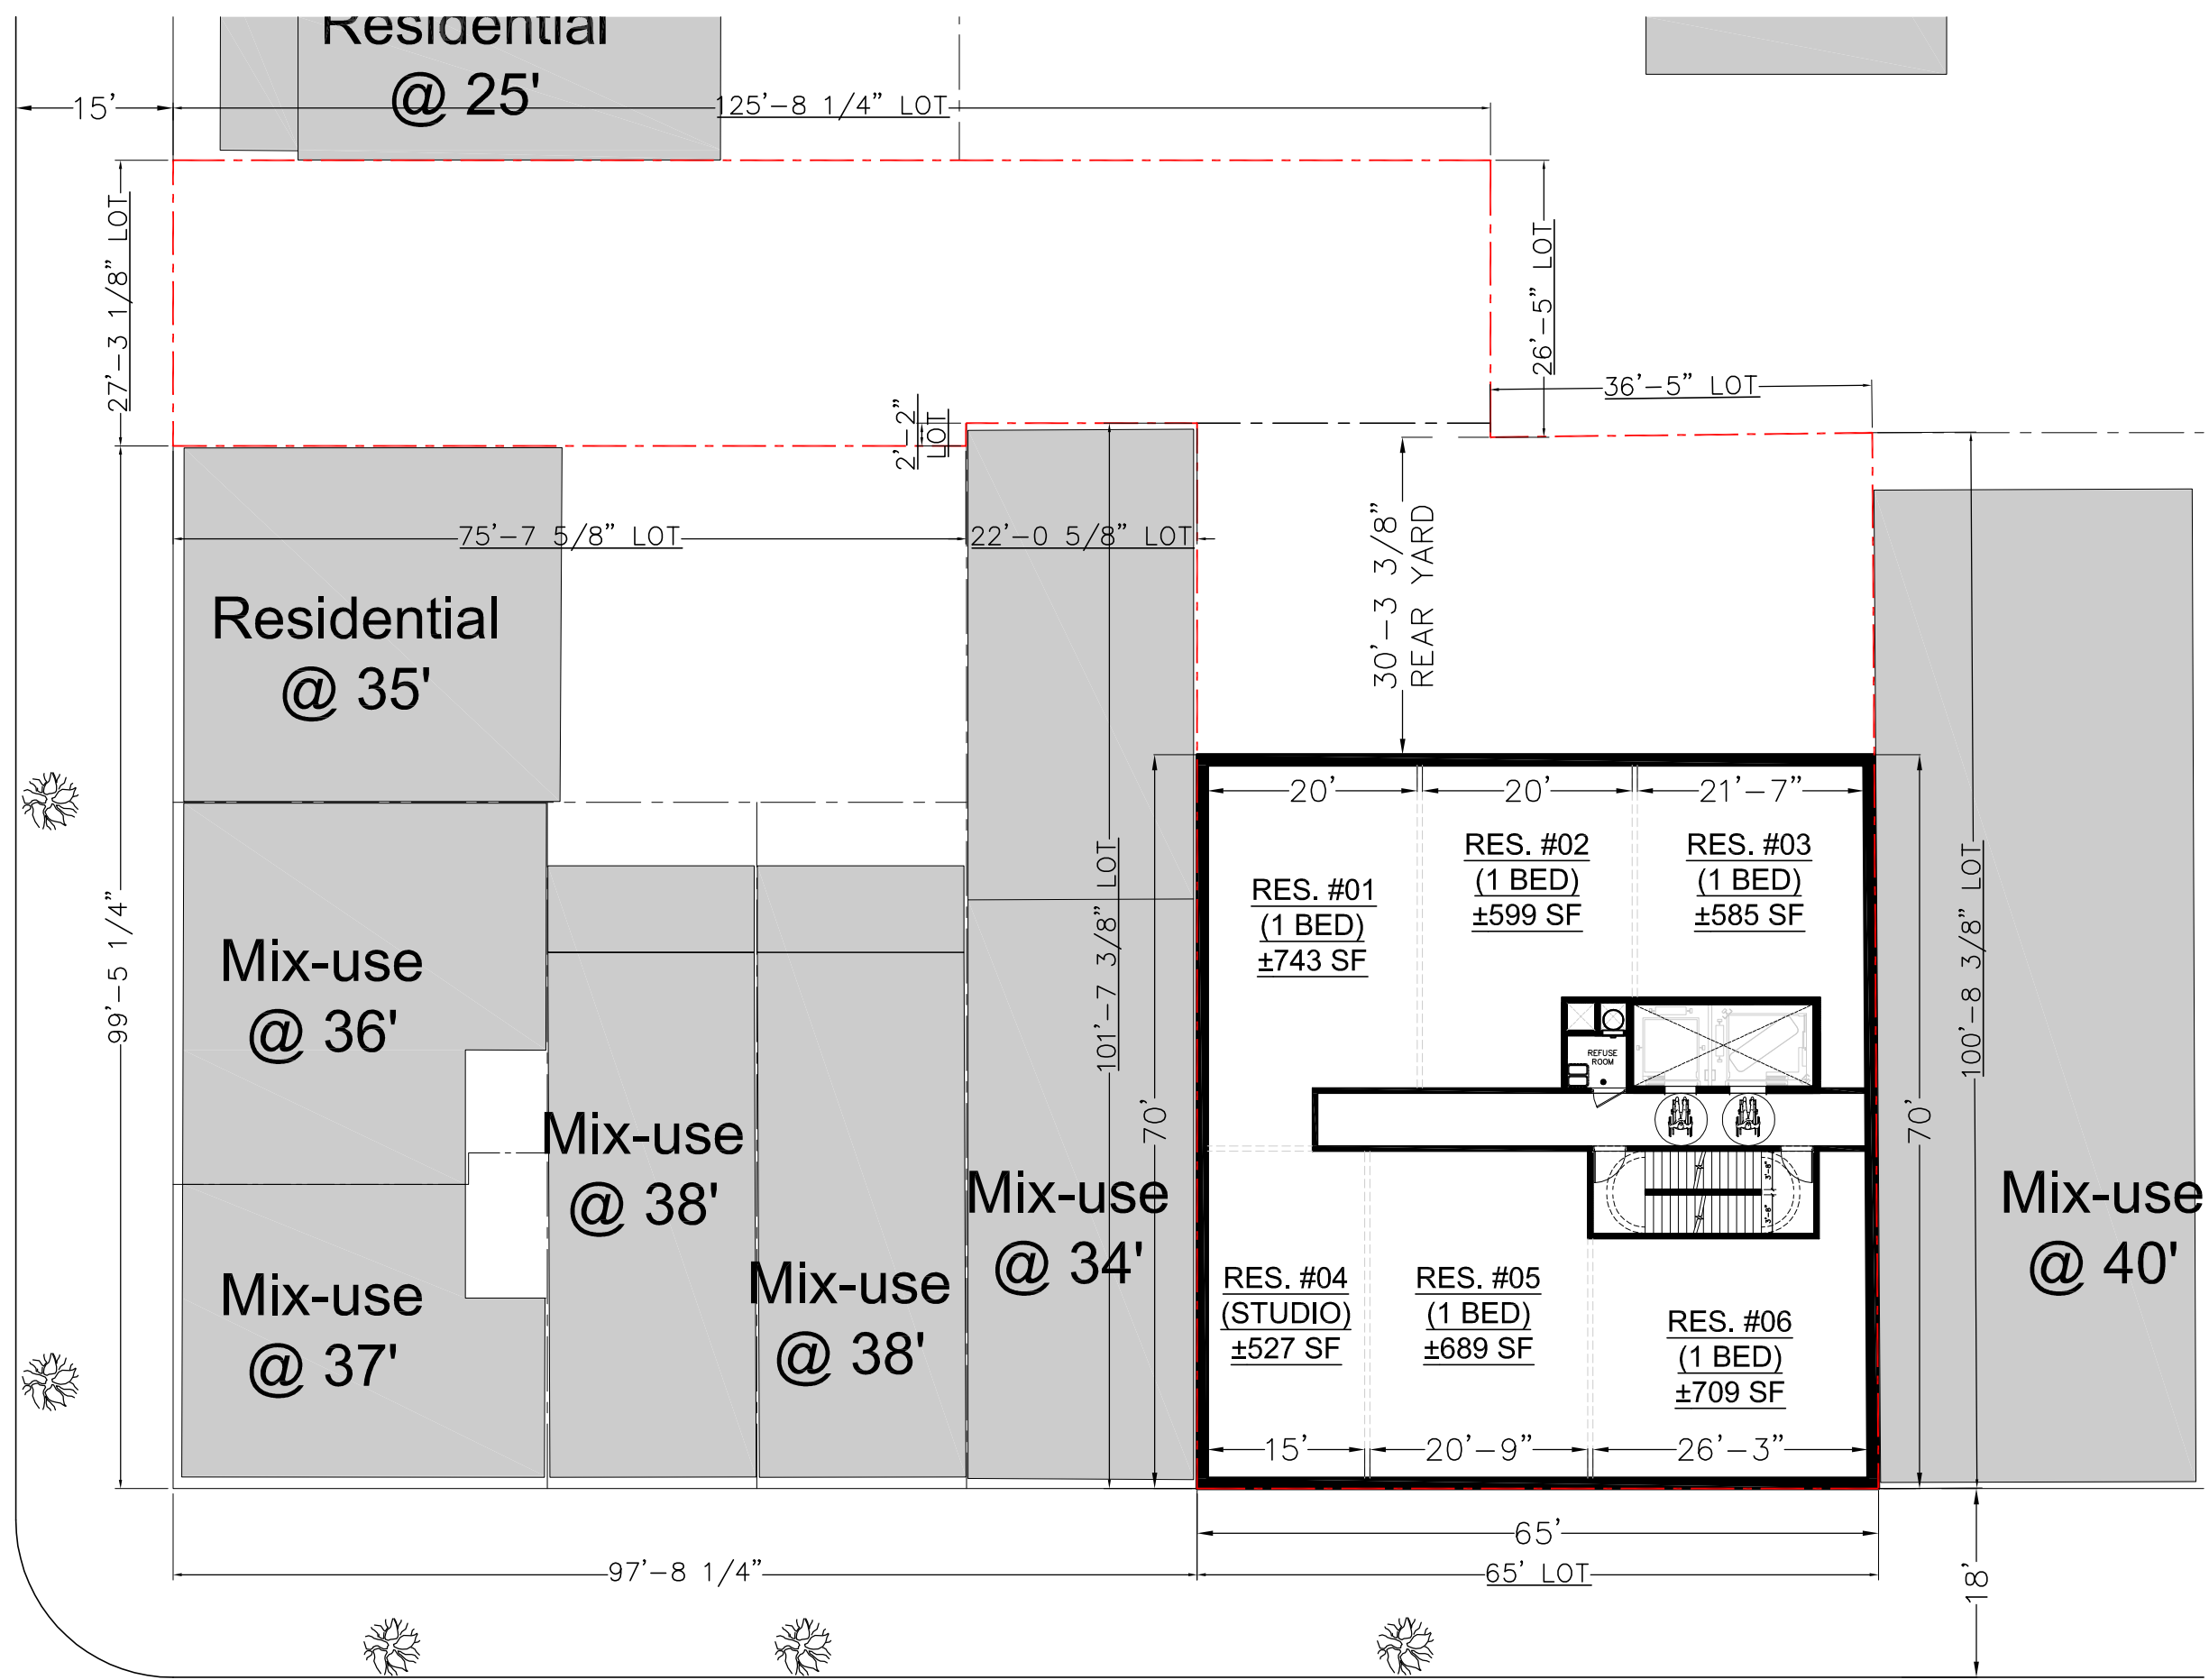 Residential
@ 25'
15'
125'-8 1/4" LOT
27'-3 1/8" LOT
26'-5" LOT
36'-5" LOT
2'-2"
LOT
75'-7 5/8" LOT
22'-0 5/8" LOT
30'-3 3/8"
REAR YARD
Residential
@ 35'
20'
20'
21'-7"
RES. #01
(1 BED)
±743 SF
RES. #02
(1 BED)
±599 SF
RES. #03
(1 BED)
±585 SF
99'-5 1/4"
101'-7 3/8" LOT
100'-8 3/8" LOT
70'
70'
Mix-use
@ 36'
REFUSE
ROOM
Mix-use
@ 38'
Mix-use
@ 34'
3'-8"
3'-8"
Mix-use
@ 40'
Mix-use
@ 37'
Mix-use
@ 38'
RES. #04
(STUDIO)
±527 SF
RES. #05
(1 BED)
±689 SF
RES. #06
(1 BED)
±709 SF
15'
20'-9"
26'-3"
65'
97'-8 1/4"
65' LOT
18'